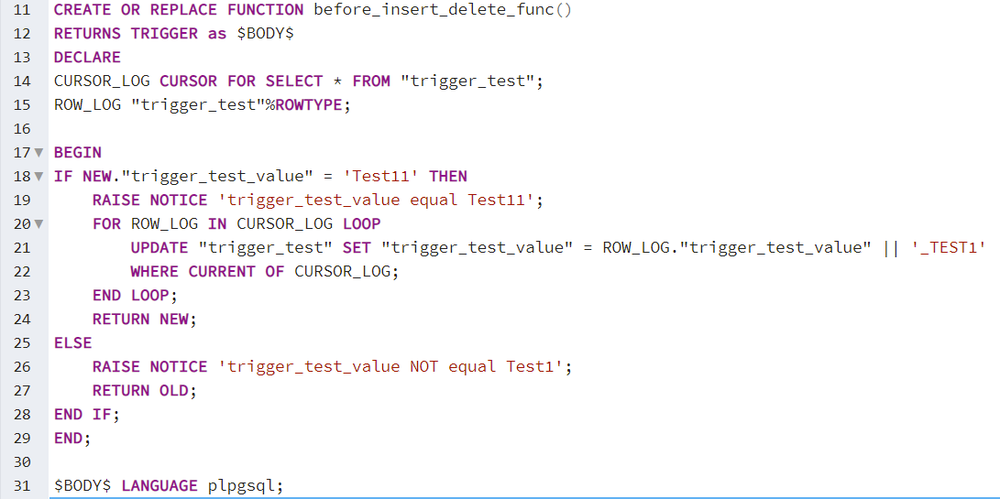 11 CREATE OR REPLACE FUNCTION before_insert_delete_func()
12 RETURNS TRIGGER as $BODY$
13 DECLARE
14 CURSOR_LOG CURSOR FOR SELECT * FROM "trigger_test";
15 ROW_LOG "trigger_test"%ROWTYPE;
16
17 BEGIN
18 IF NEW."trigger_test_value" = 'Test11' THEN
19     RAISE NOTICE 'trigger_test_value equal Test11';
20     FOR ROW_LOG IN CURSOR_LOG LOOP
21         UPDATE "trigger_test" SET "trigger_test_value" = ROW_LOG."trigger_test_value" || '_TEST1'
22         WHERE CURRENT OF CURSOR_LOG;
23     END LOOP;
24     RETURN NEW;
25 ELSE
26     RAISE NOTICE 'trigger_test_value NOT equal Test1';
27     RETURN OLD;
28 END IF;
29 END;
30
31 $BODY$ LANGUAGE plpgsql;